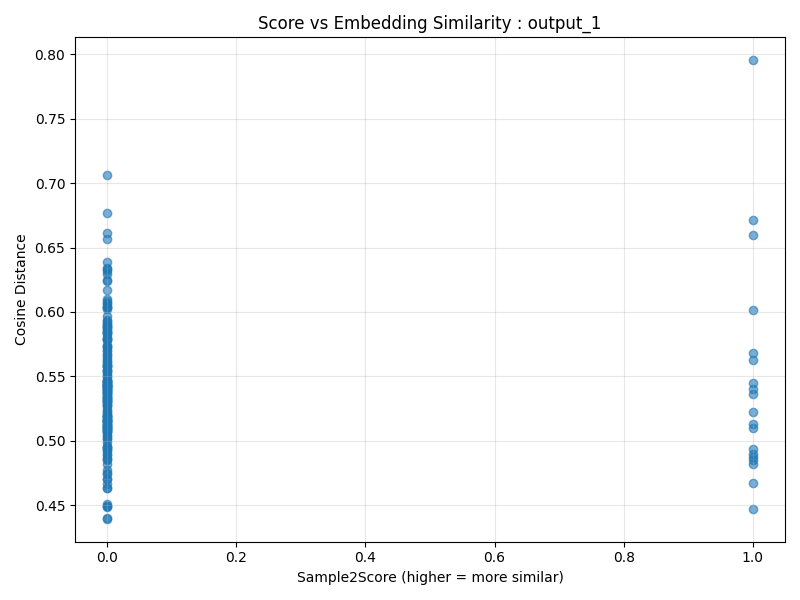 Score vs Embedding Similarity : output_1
0.80
0.75
0.70
0.65
0.60
0.55
0.50
0.45
Cosine Distance
0.0 0.2 0.4 0.6 0.8 1.0
Sample2Score (higher = more similar)